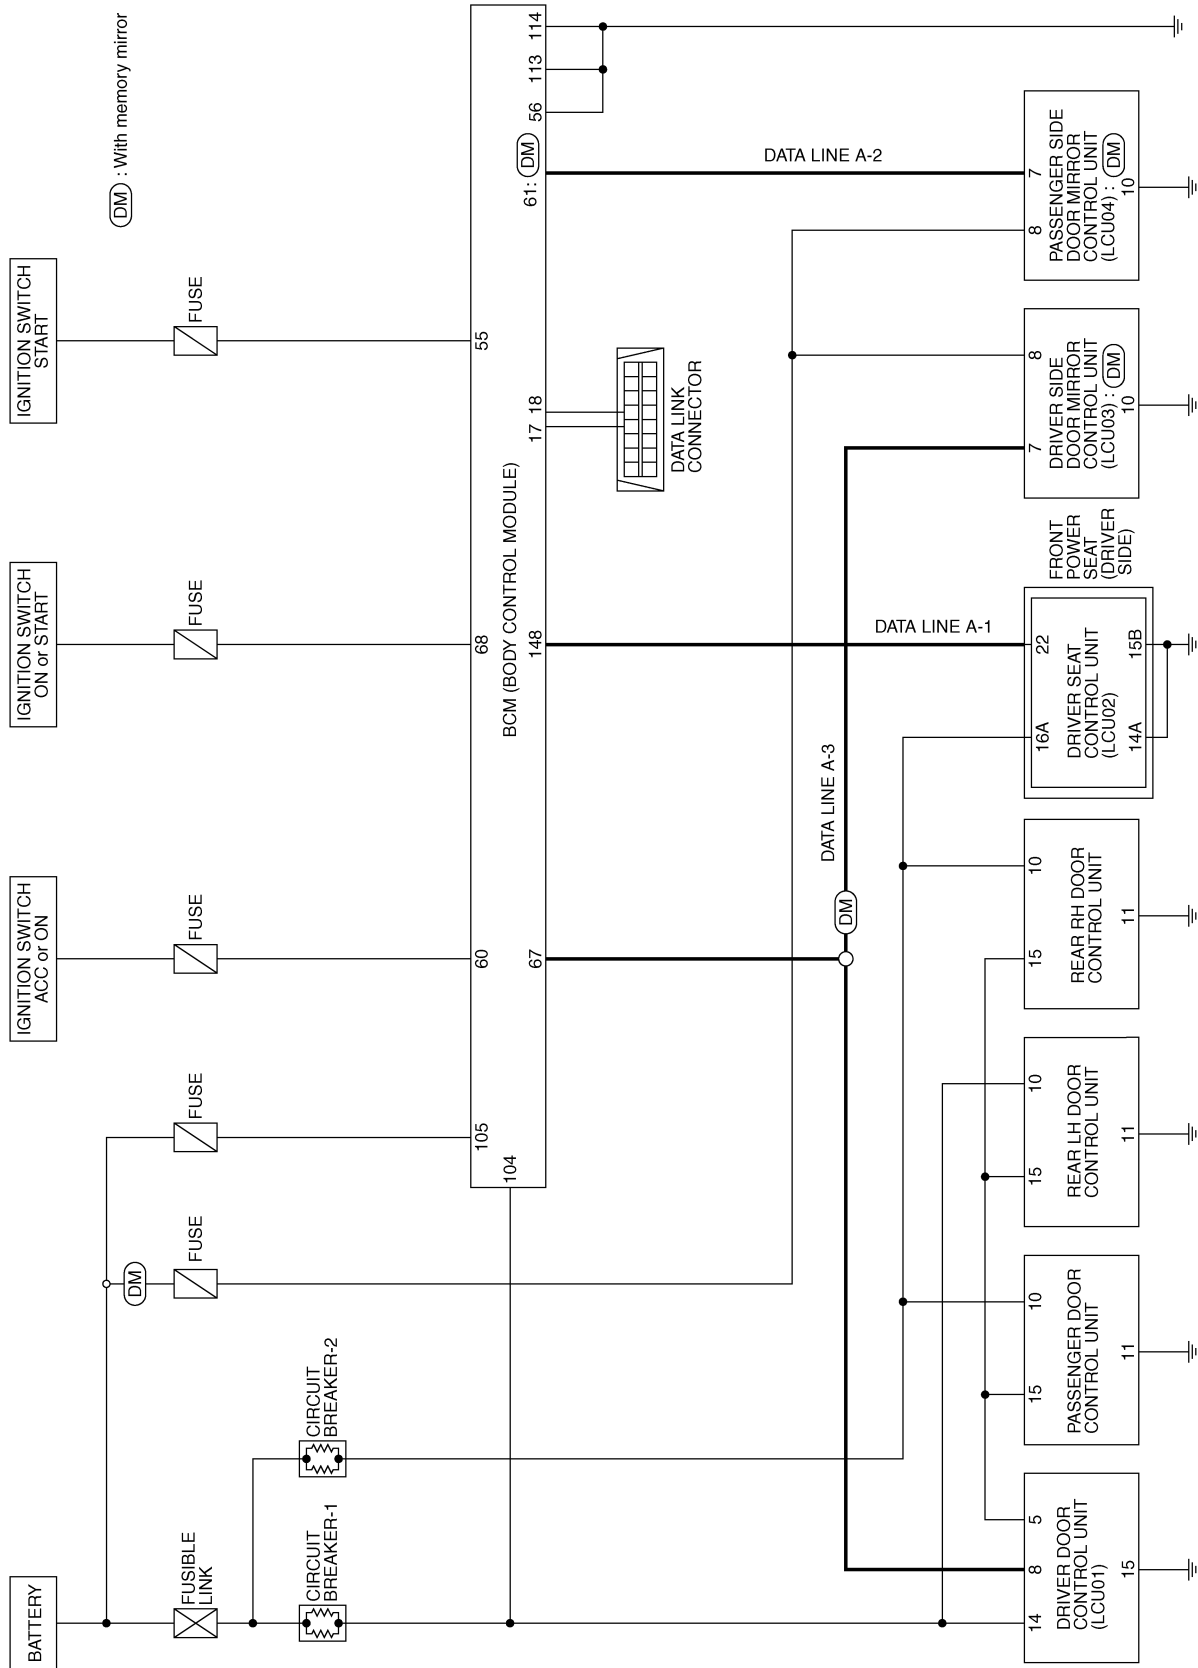 BATTERY
IGNITION SWITCH
ACC or ON
IGNITION SWITCH
ON or START
IGNITION SWITCH
START
DM : With memory mirror
FUSIBLE
LINK
DM
FUSE
FUSE
FUSE
FUSE
FUSE
CIRCUIT
BREAKER-1
CIRCUIT
BREAKER-2
105
60
68
55
104
BCM (BODY CONTROL MODULE)
67
148
17 18
61: DM
56
113
114
DATA LINK
CONNECTOR
DM
DATA LINE A-3
DATA LINE A-1
DATA LINE A-2
14
8
5
DRIVER DOOR
CONTROL UNIT
(LCU01)
15
15
10
PASSENGER DOOR
CONTROL UNIT
11
15
10
REAR LH DOOR
CONTROL UNIT
11
15
10
REAR RH DOOR
CONTROL UNIT
11
16A
22
DRIVER SEAT
CONTROL UNIT
(LCU02)
14A
15B
FRONT
POWER
SEAT
(DRIVER
SIDE)
7
8
DRIVER SIDE
DOOR MIRROR
CONTROL UNIT
(LCU03) : DM
10
8
7
PASSENGER SIDE
DOOR MIRROR
CONTROL UNIT
(LCU04) : DM
10